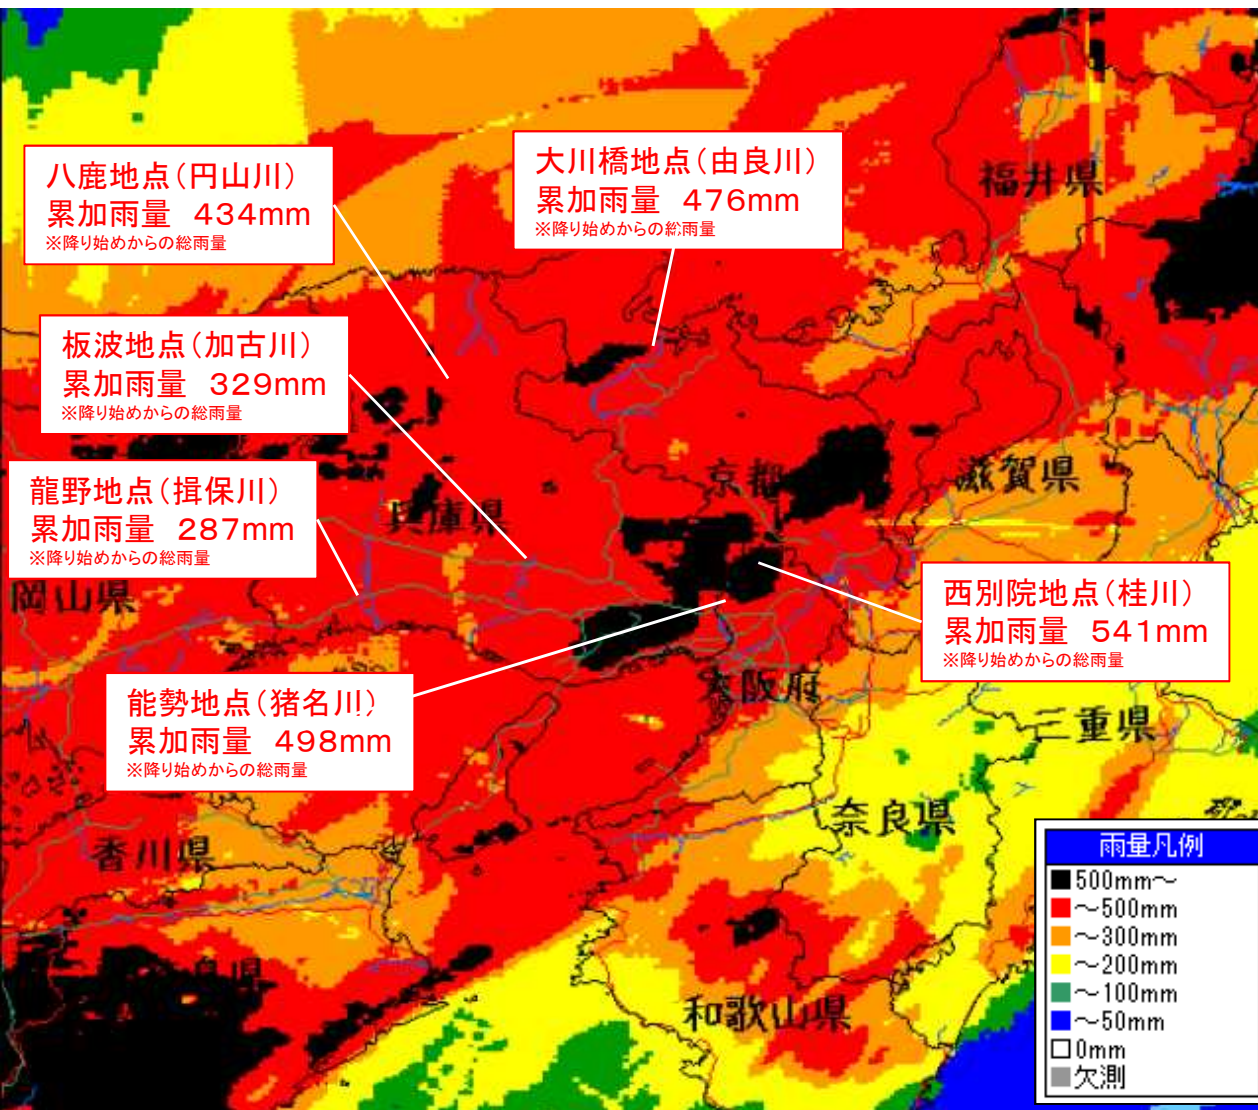 八鹿地点(円山川)
累加雨量 434mm
※降り始めからの総雨量
大川橋地点(由良川)
累加雨量 476mm
※降り始めからの総雨量
福井県
板波地点(加古川)
累加雨量 329mm
※降り始めからの総雨量
京都
滋賀県
龍野地点(揖保川)
累加雨量 287mm
※降り始めからの総雨量
兵庫県
岡山県
西別院地点(桂川)
累加雨量 541mm
※降り始めからの総雨量
能勢地点(猪名川)
累加雨量 498mm
※降り始めからの総雨量
大阪府
三重県
奈良県
香川県
和歌山県
雨量凡例
500mm~
~500mm
~300mm
~200mm
~100mm
~50mm
0mm
欠測